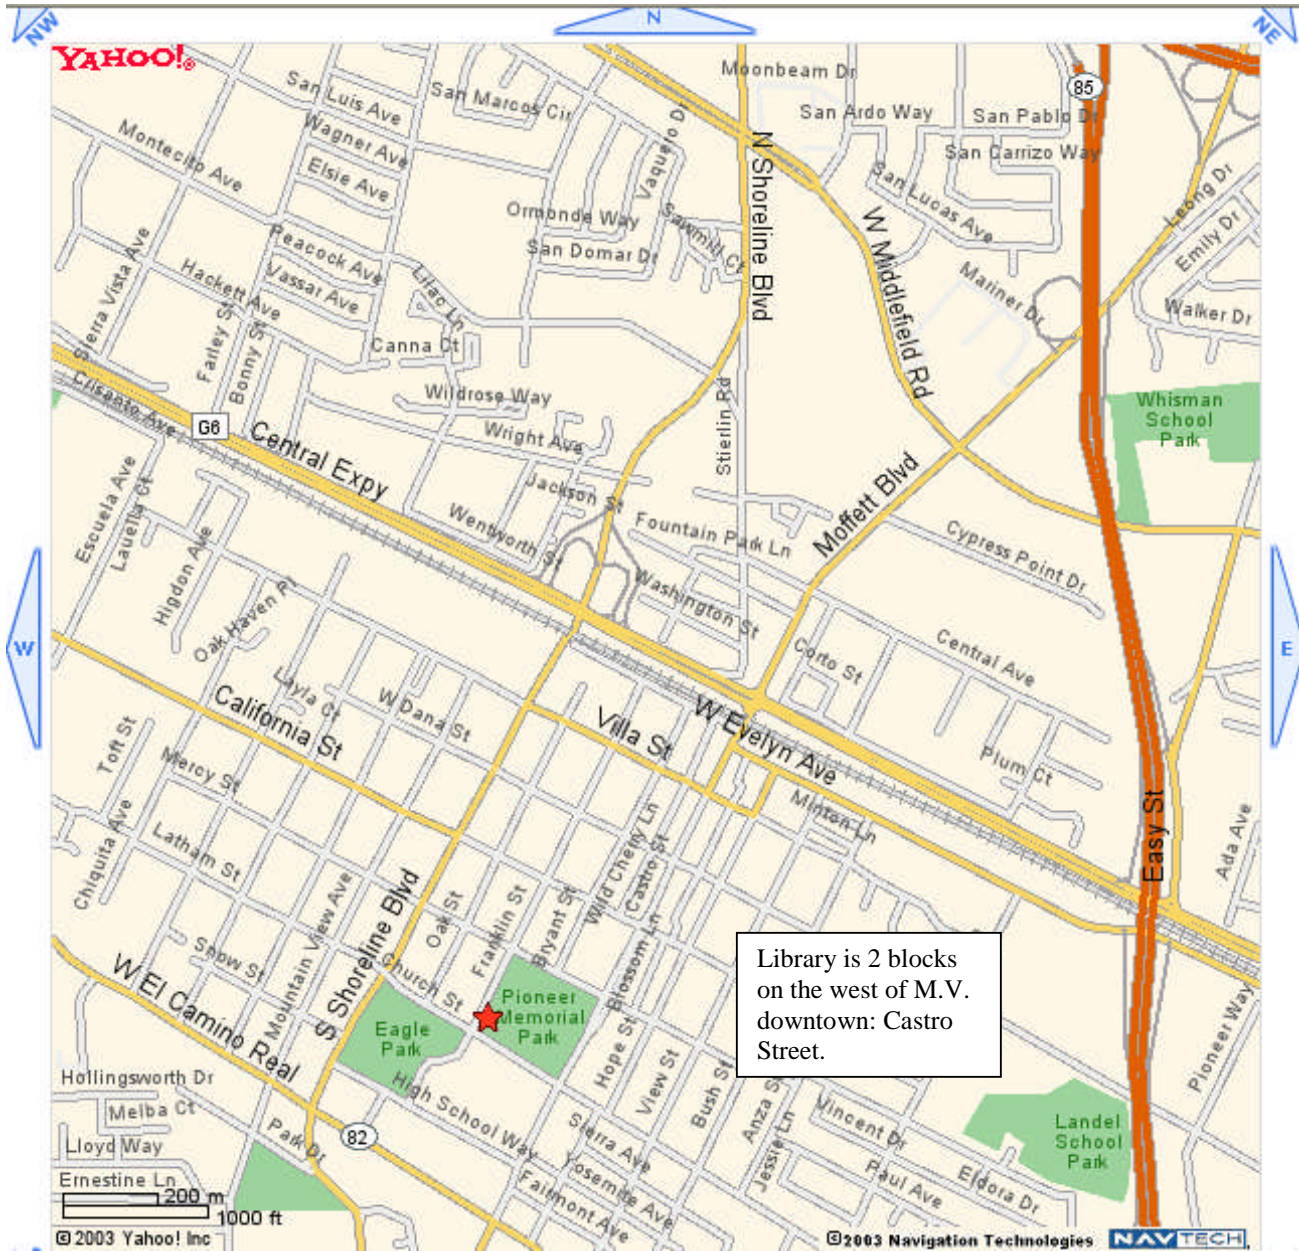 NW
N
NE
YAHOO!®
Moonbeam Dr
85
San Luis Ave
San Marcos Cir
San Ardo Way
San Pablo Dr
Montecito Ave
Wagner Ave
Vaquero Dr
N Shoreline Blvd
San Carrizo Way
Elsie Ave
San Lucas Ave
Leong Dr
Ormonde Way
Sawmill Ct
Emily Dr
Peacock Ave
San Domar Dr
W Middlefield Rd
Sierra Vista Ave
Hackett Ave
Vassar Ave
Lilac Ln
Mariner Dr
Walker Dr
Farley St
Bonny St
Canna Ct
Crisanto Ave
Wildrose Way
Whisman
School
Park
G6
Central Expy
Wright Ave
Stierlin Rd
Escuela Ave
Lauella Ct
Jackson St
Moffett Blvd
Wentworth St
Fountain Park Ln
Cypress Point Dr
Higdon Ave
Oak Haven Pl
Washington St
W
E
Central Ave
Corto St
Layla Ct
W Dana St
California St
Villa St
W Evelyn Ave
Toft St
Mercy St
Plum Ct
Minton Ln
Easy St
Ada Ave
Chiquita Ave
Latham St
Wild Cherry Ln
Castro St
Mountain View Ave
S Shoreline Blvd
Oak St
Franklin St
Bryant St
Blossom Ln
Snow St
Church St
Library is 2 blocks
on the west of M.V.
downtown: Castro
Street.
W El Camino Real
Pioneer
Memorial
Park
Eagle
Park
Hope St
View St
Bush St
Anza St
Jessie Ln
Pioneer Way
Hollingsworth Dr
Melba Ct
High School Way
Vincent Dr
Landel
School
Park
82
Park Dr
Sierra Ave
Lloyd Way
Yosemite Ave
Paul Ave
Eldora Dr
Ernestine Ln
Fairmont Ave
200 m
1000 ft
©2003 Yahoo! Inc
©2003 Navigation Technologies
NAVTECH